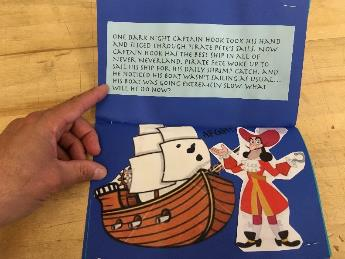 ONE DARK NIGHT CAPTAIN HOOK TOOK HIS HAND
AND RIGGED THROUGH PIRATE PETE'S SAILS. NOW
CAPTAIN HOOK HAS THE BEST SHIP IN ALL OF
NEVER NEVERLAND. PIRATE PETE WOKE UP TO
SAIL HIS SHIP FOR HIS DAILY SHRIMP CATCH, AND
HE NOTICED HIS BOAT WASN'T SAILING AS USUAL...
HIS BOAT WAS GOING EXTREMELY SLOW. WHAT
WILL HE DO NOW?